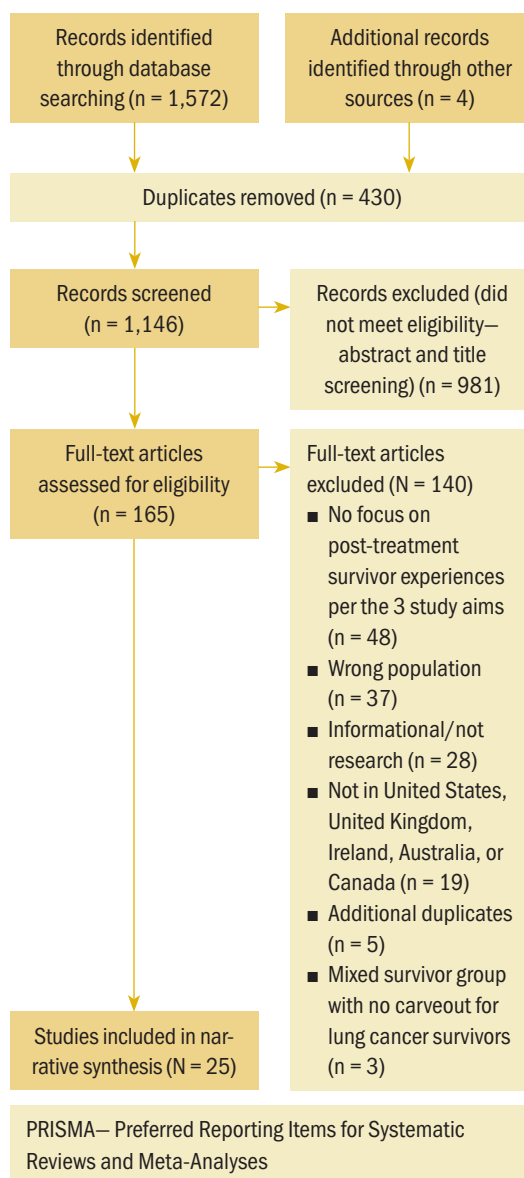 Records identified
through database
searching (n = 1,572)
Additional records
identified through other
sources (n = 4)
Duplicates removed (n = 430)
Records screened
(n = 1,146)
Records excluded (did
not meet eligibility—
abstract and title
screening) (n = 981)
Full-text articles
assessed for eligibility
(n = 165)
Full-text articles
excluded (N = 140)
■ No focus on
post-treatment
survivor experiences
per the 3 study aims
(n = 48)
■ Wrong population
(n = 37)
■ Informational/not
research (n = 28)
■ Not in United States,
United Kingdom,
Ireland, Australia, or
Canada (n = 19)
■ Additional duplicates
(n = 5)
■ Mixed survivor group
with no carveout for
lung cancer survivors
(n = 3)
Studies included in nar-
rative synthesis (N = 25)
PRISMA— Preferred Reporting Items for Systematic
Reviews and Meta-Analyses